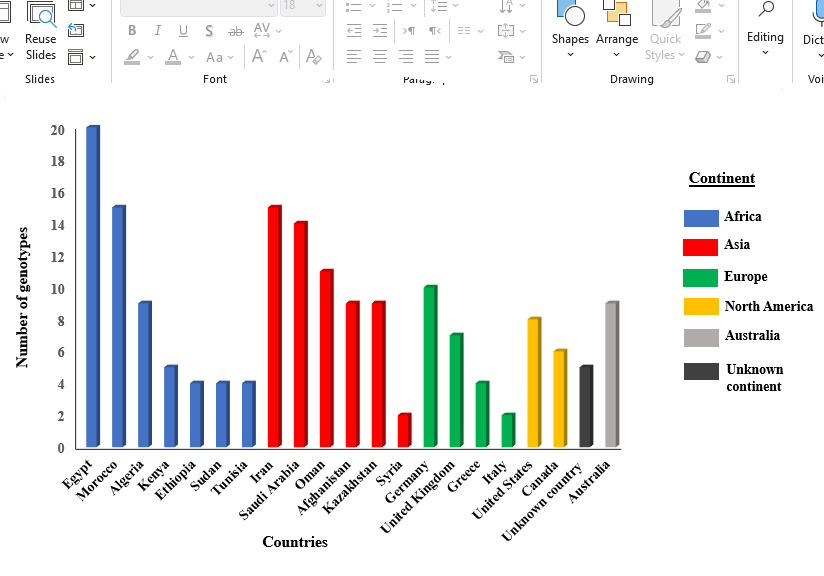 18
Reuse
Slides
Slides
B I U S ab AV
A Aa A A
Font
Shapes Arrange Quick
Styles
Drawing
Editing
Number of genotypes
20
18
16
14
12
10
8
6
4
2
0
Egypt
Morocco
Algeria
Kenya
Ethiopia
Sudan
Tunisia
Iran
Saudi Arabia
Oman
Afghanistan
Kazakhstan
Syria
Germany
United Kingdom
Greece
Italy
United States
Canada
Unknown country
Australia
Countries
Continent
Africa
Asia
Europe
North America
Australia
Unknown
continent